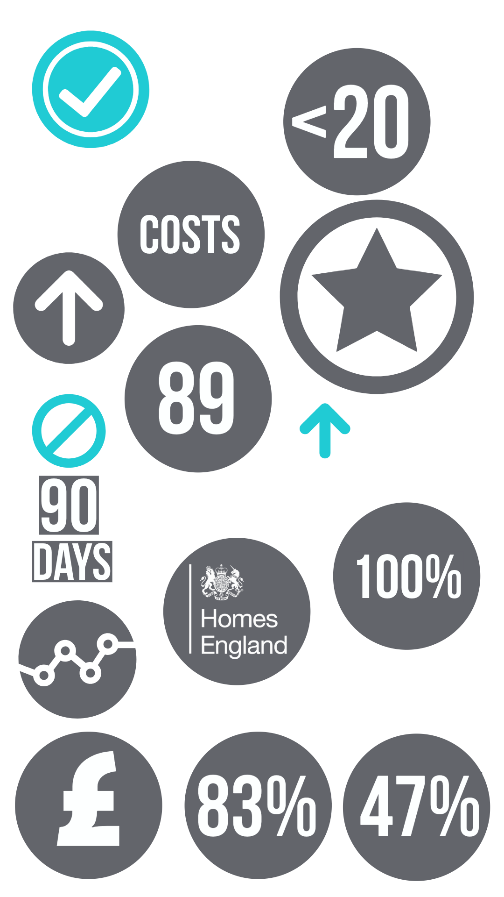 <20
COSTS
89
90
DAYS
100%
Homes
England
£
83%
47%